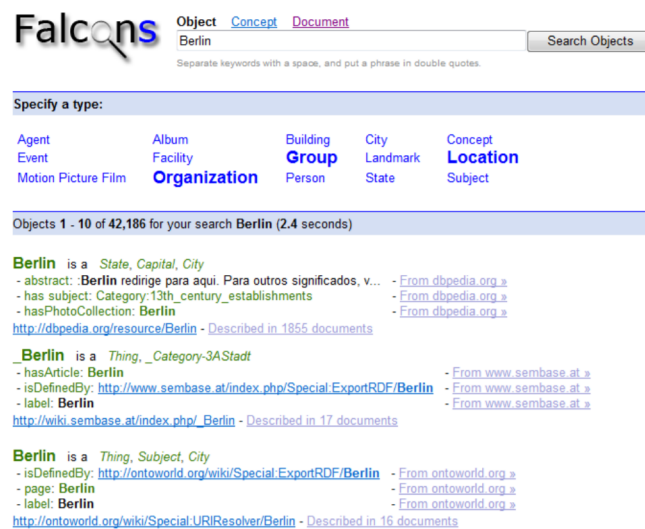 Falcons
Object Concept Document
Berlin Search Objects
Separate keywords with a space, and put a phrase in double quotes.
Specify a type:
Agent Album Building City Concept
Event Facility Group Landmark Location
Motion Picture Film Organization Person State Subject
Objects 1 - 10 of 42,186 for your search Berlin (2.4 seconds)
Berlin is a State, Capital, City
- abstract: :Berlin redirige para aqui. Para outros significados, v... - From dbpedia.org »
- has subject: Category:13th_century_establishments - From dbpedia.org »
- hasPhotoCollection: Berlin - From dbpedia.org »
http://dbpedia.org/resource/Berlin - Described in 1855 documents
_Berlin is a Thing, _Category-3AStadt
- hasArticle: Berlin - From www.sembase.at »
- isDefinedBy: http://www.sembase.at/index.php/Special:ExportRDF/Berlin - From www.sembase.at »
- label: Berlin - From www.sembase.at »
http://wiki.sembase.at/index.php/_Berlin - Described in 17 documents
Berlin is a Thing, Subject, City
- isDefinedBy: http://ontoworld.org/wiki/Special:ExportRDF/Berlin - From ontoworld.org »
- page: Berlin - From ontoworld.org »
- label: Berlin - From ontoworld.org »
http://ontoworld.org/wiki/Special:URIResolver/Berlin - Described in 16 documents